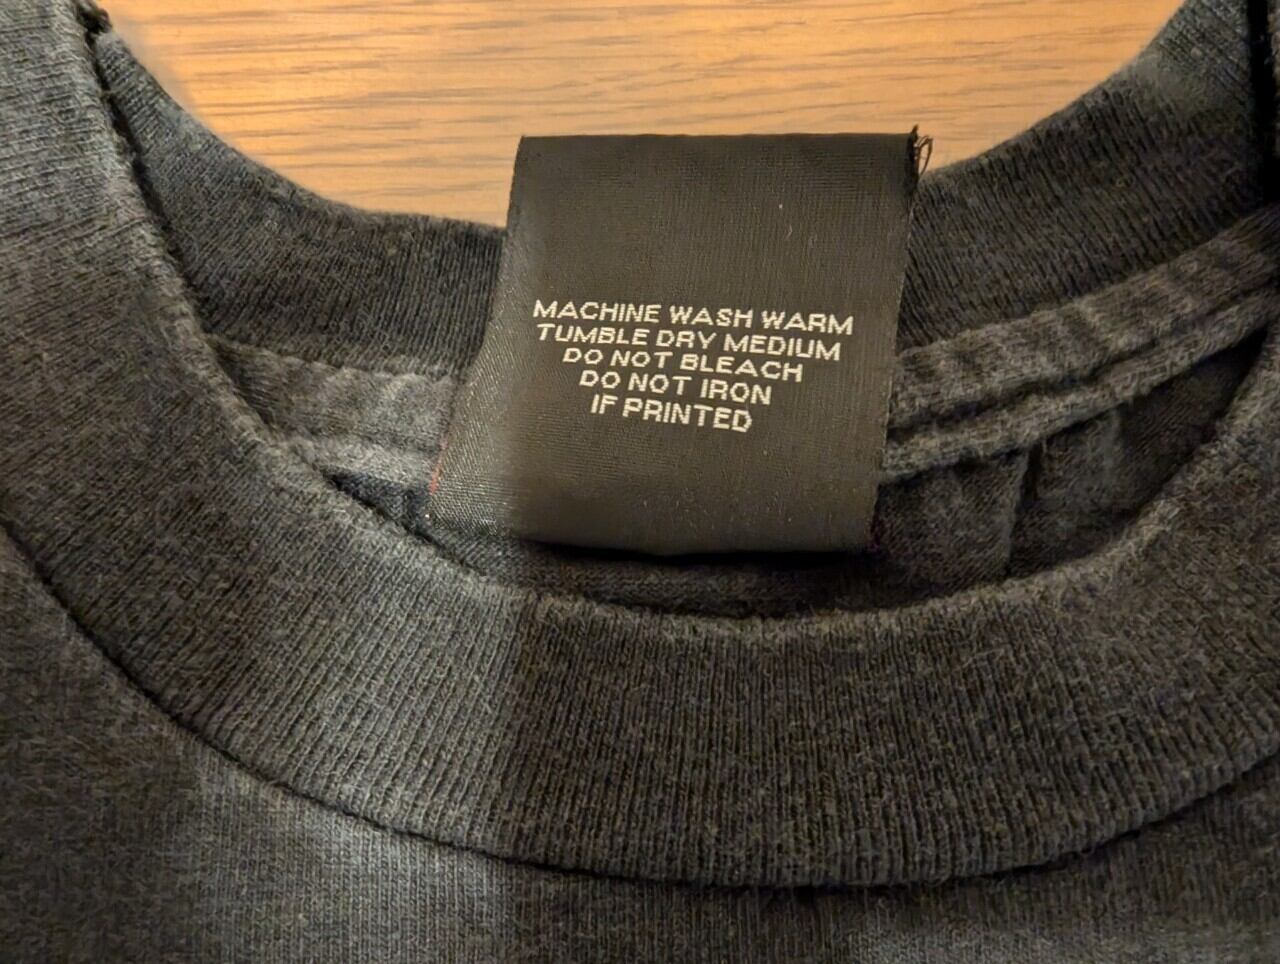 MACHINE WASH WARM
TUMBLE DRY MEDIUM
DO NOT BLEACH
DO NOT IRON
IF PRINTED